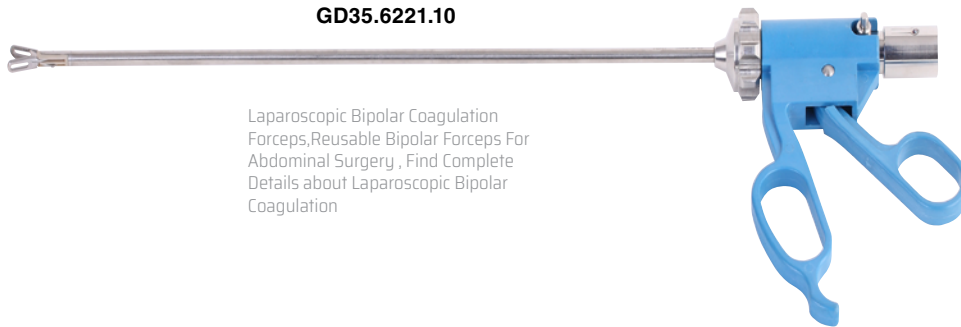 GD35.6221.10
Laparoscopic Bipolar Coagulation
Forceps,Reusable Bipolar Forceps For
Abdominal Surgery , Find Complete
Details about Laparoscopic Bipolar
Coagulation